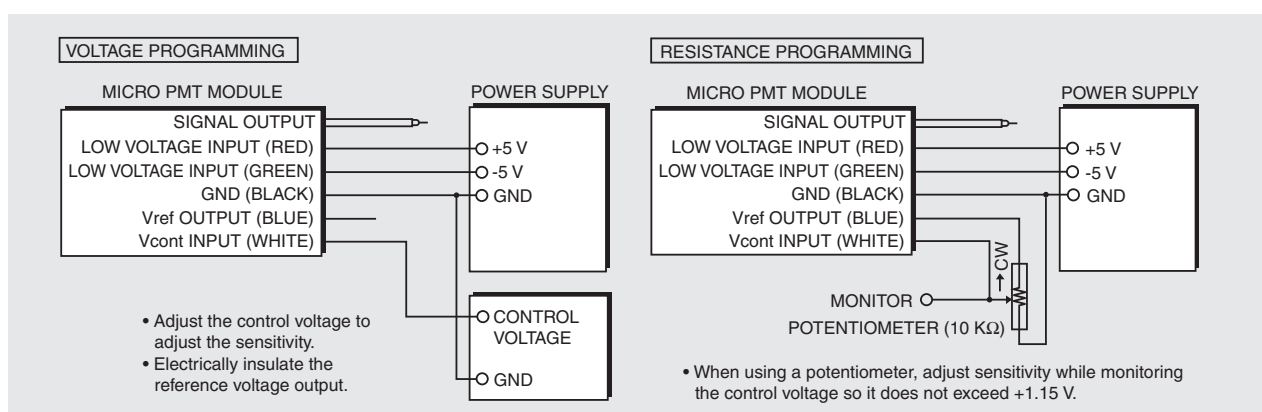 VOLTAGE PROGRAMMING
MICRO PMT MODULE
POWER SUPPLY
SIGNAL OUTPUT
LOW VOLTAGE INPUT (RED)
+5 V
LOW VOLTAGE INPUT (GREEN)
-5 V
GND (BLACK)
GND
Vref OUTPUT (BLUE)
Vcont INPUT (WHITE)
CONTROL
VOLTAGE
GND
• Adjust the control voltage to
adjust the sensitivity.
• Electrically insulate the
reference voltage output.
RESISTANCE PROGRAMMING
MICRO PMT MODULE
POWER SUPPLY
SIGNAL OUTPUT
LOW VOLTAGE INPUT (RED)
+5 V
LOW VOLTAGE INPUT (GREEN)
-5 V
GND (BLACK)
GND
Vref OUTPUT (BLUE)
Vcont INPUT (WHITE)
CW
MONITOR
POTENTIOMETER (10 KΩ)
• When using a potentiometer, adjust sensitivity while monitoring
the control voltage so it does not exceed +1.15 V.